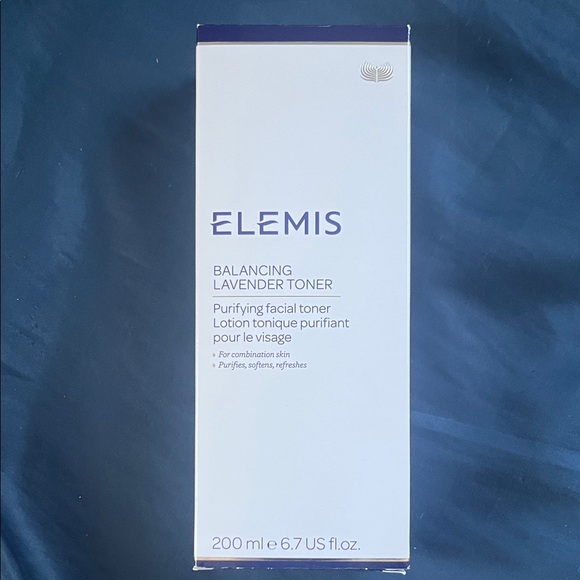 ELEMIS
BALANCING
LAVENDER TONER
Purifying facial toner
Lotion tonique purifiant
pour le visage
» For combination skin
» Purifies, softens, refreshes
200 ml e 6.7 US fl.oz.